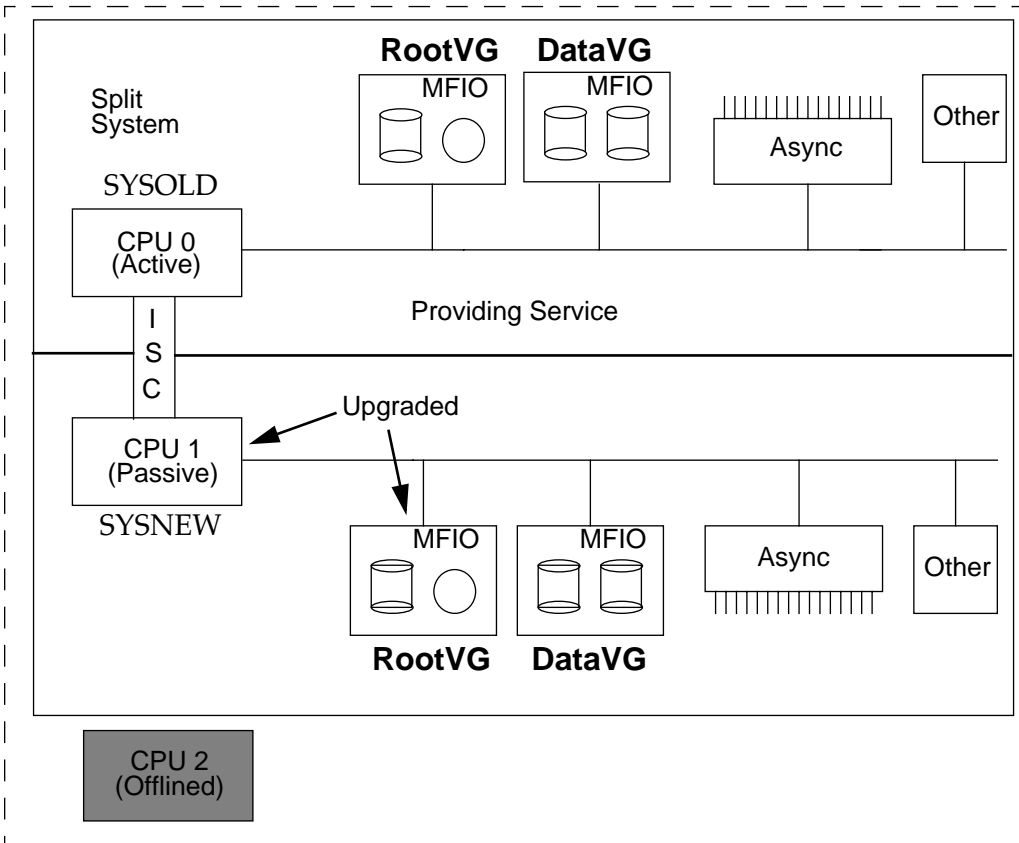 RootVG
DataVG
MFIO
MFIO
Split
System
Async
Other
SYSOLD
CPU 0
(Active)
Providing Service
I
S
C
Upgraded
CPU 1
(Passive)
SYSNEW
MFIO
MFIO
Async
Other
RootVG
DataVG
CPU 2
(Offlined)